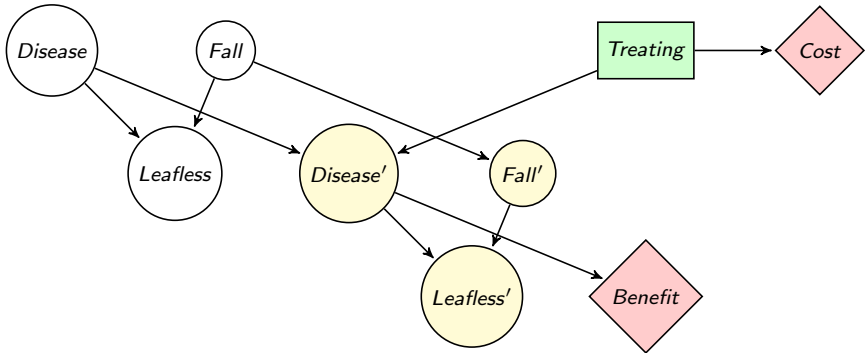 Disease
Fall
Treating
Cost
Leafless
Disease′
Fall′
Leafless′
Benefit